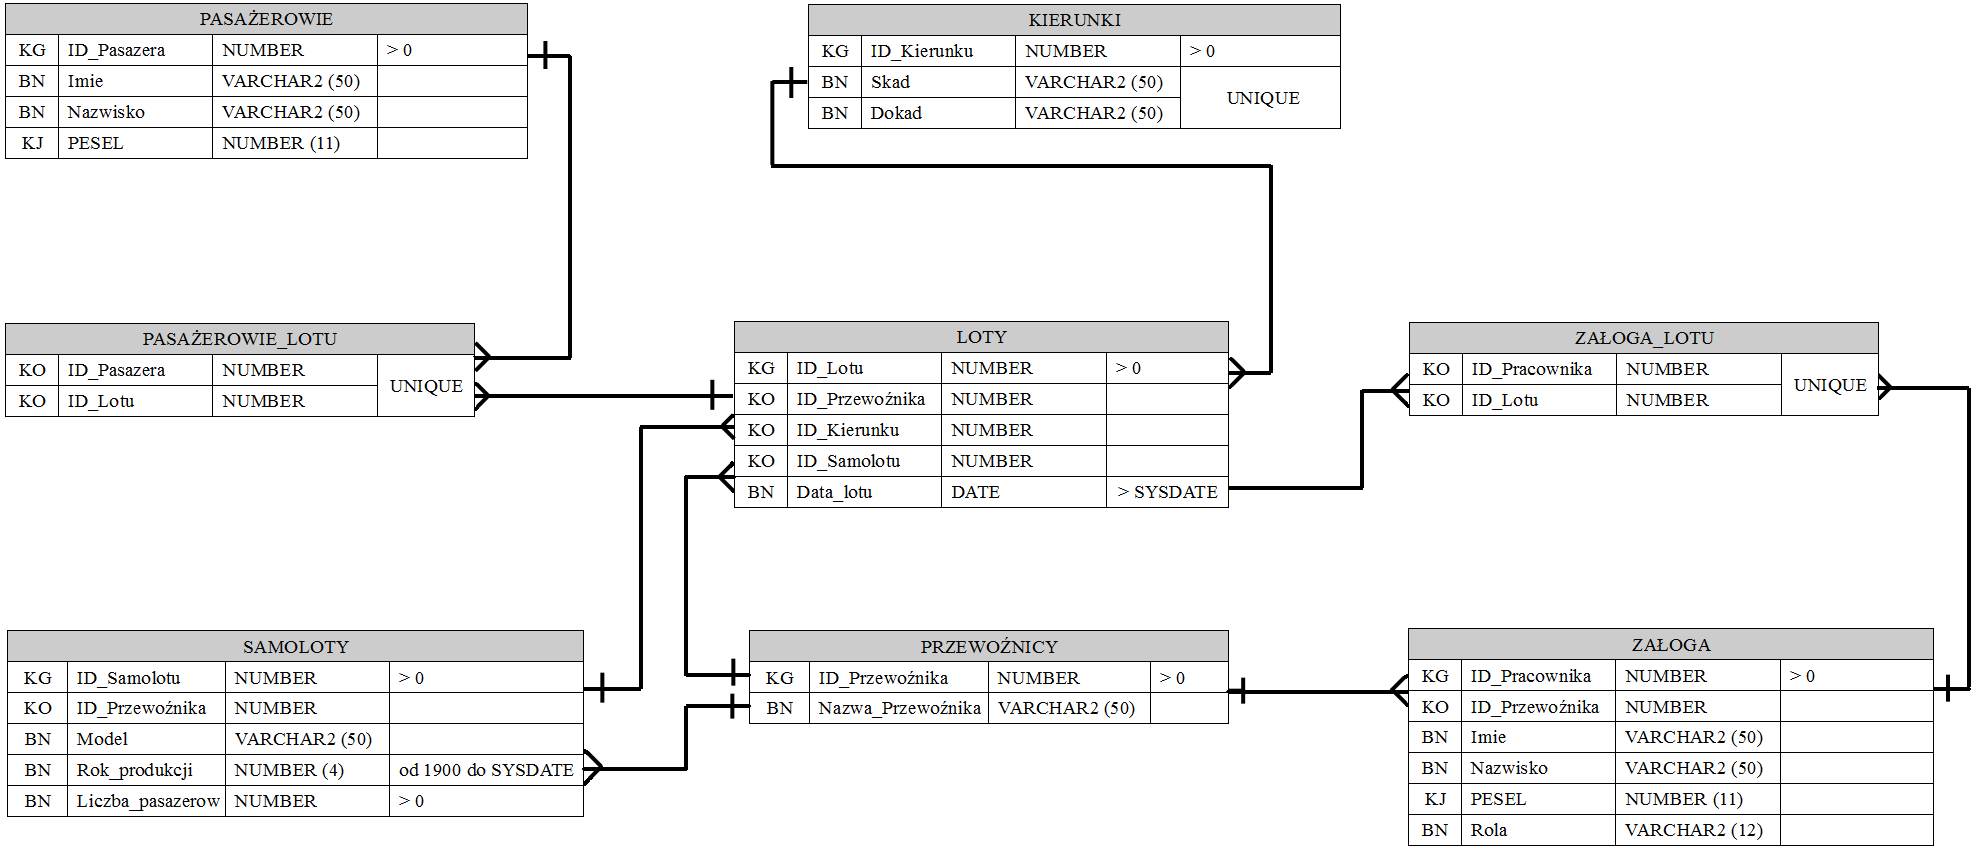 PASAŻEROWIE
KG ID_Pasazera NUMBER > 0
BN Imie VARCHAR2 (50)
BN Nazwisko VARCHAR2 (50)
KJ PESEL NUMBER (11)
KIERUNKI
KG ID_Kierunku NUMBER > 0
BN Skad VARCHAR2 (50)
UNIQUE
BN Dokad VARCHAR2 (50)
PASAŻEROWIE_LOTU
KO ID_Pasazera NUMBER
UNIQUE
KO ID_Lotu NUMBER
LOTY
KG ID_Lotu NUMBER > 0
KO ID_Przewoźnika NUMBER
KO ID_Kierunku NUMBER
KO ID_Samolotu NUMBER
BN Data_lotu DATE > SYSDATE
ZAŁOGA_LOTU
KO ID_Pracownika NUMBER
UNIQUE
KO ID_Lotu NUMBER
SAMOLOTY
KG ID_Samolotu NUMBER > 0
KO ID_Przewoźnika NUMBER
BN Model VARCHAR2 (50)
BN Rok_produkcji NUMBER (4) od 1900 do SYSDATE
BN Liczba_pasazerow NUMBER > 0
PRZEWOŹNICY
KG ID_Przewoźnika NUMBER > 0
BN Nazwa_Przewoźnika VARCHAR2 (50)
ZAŁOGA
KG ID_Pracownika NUMBER > 0
KO ID_Przewoźnika NUMBER
BN Imie VARCHAR2 (50)
BN Nazwisko VARCHAR2 (50)
KJ PESEL NUMBER (11)
BN Rola VARCHAR2 (12)